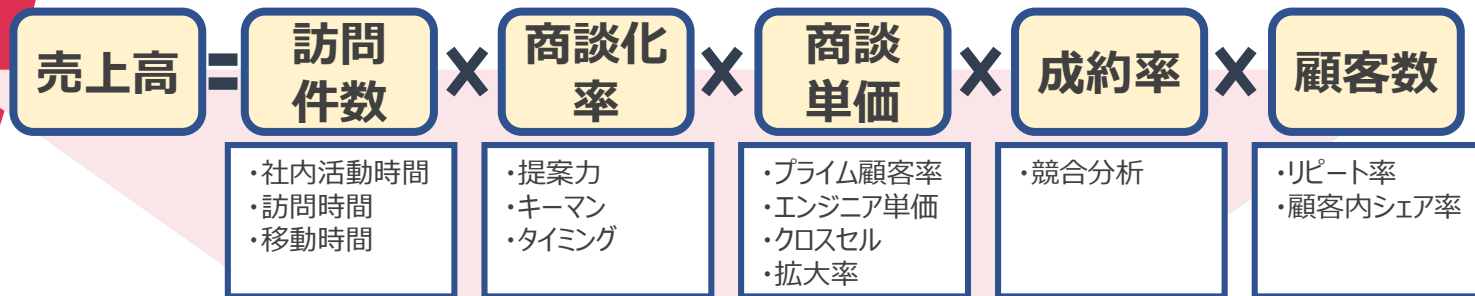 売上高
=
訪問
件数
×
商談化
率
×
商談
単価
×
成約率
×
顧客数
・社内活動時間
・訪問時間
・移動時間
・提案力
・キーマン
・タイミング
・プライム顧客率
・エンジニア単価
・クロスセル
・拡大率
・競合分析
・リピート率
・顧客内シェア率